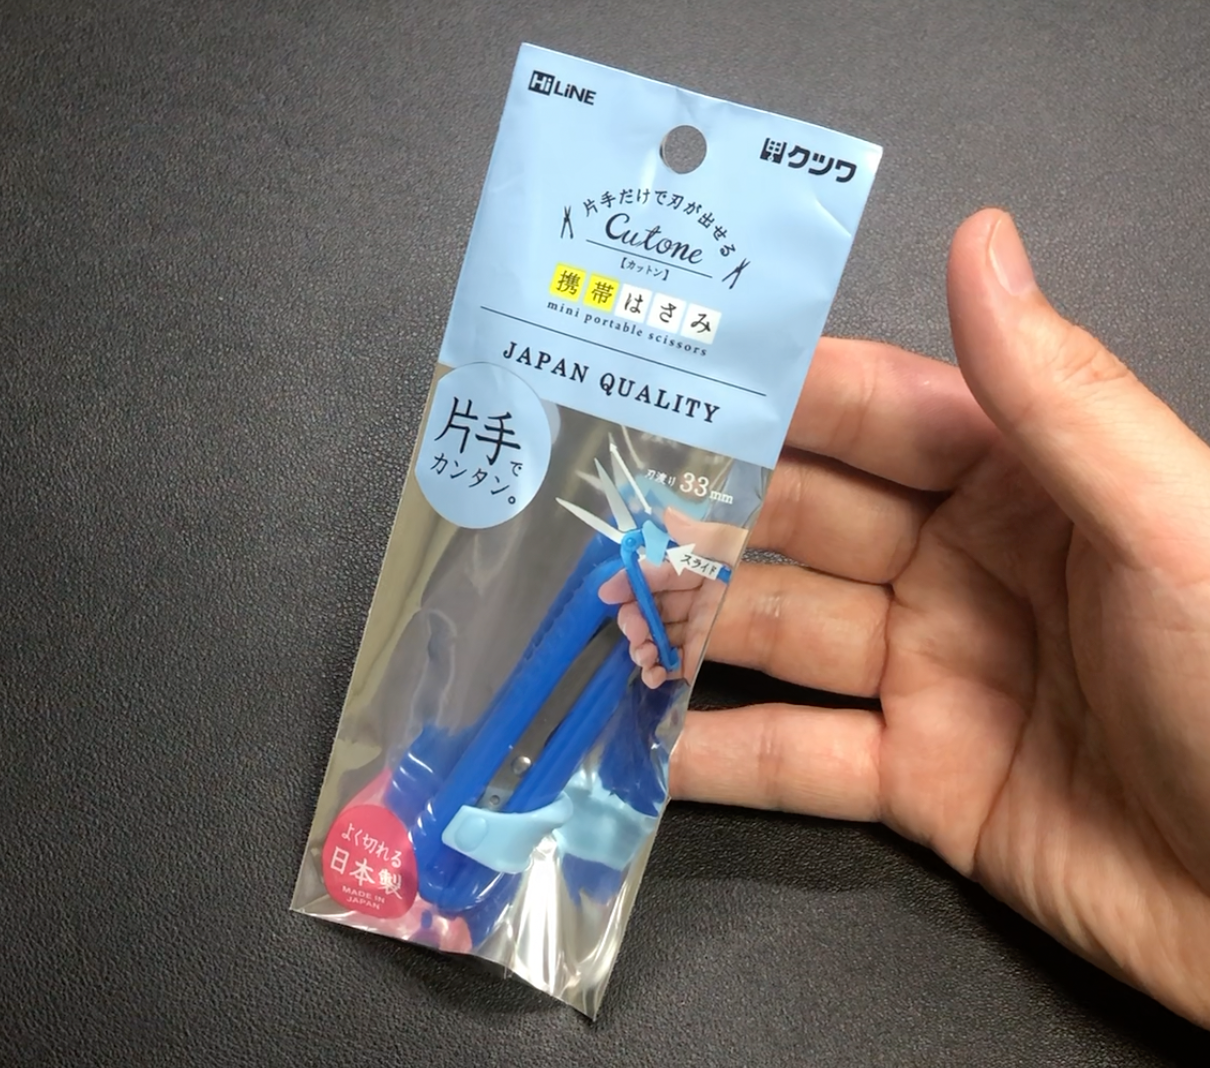 Hi LiNE
クツワ
片手だけで刃が出せる
Cutone
【カットン】
携帯はさみ
mini portable scissors
JAPAN QUALITY
片手で
カンタン。
刃渡り33mm
スライド
よく切れる
日本製
MADE IN
JAPAN